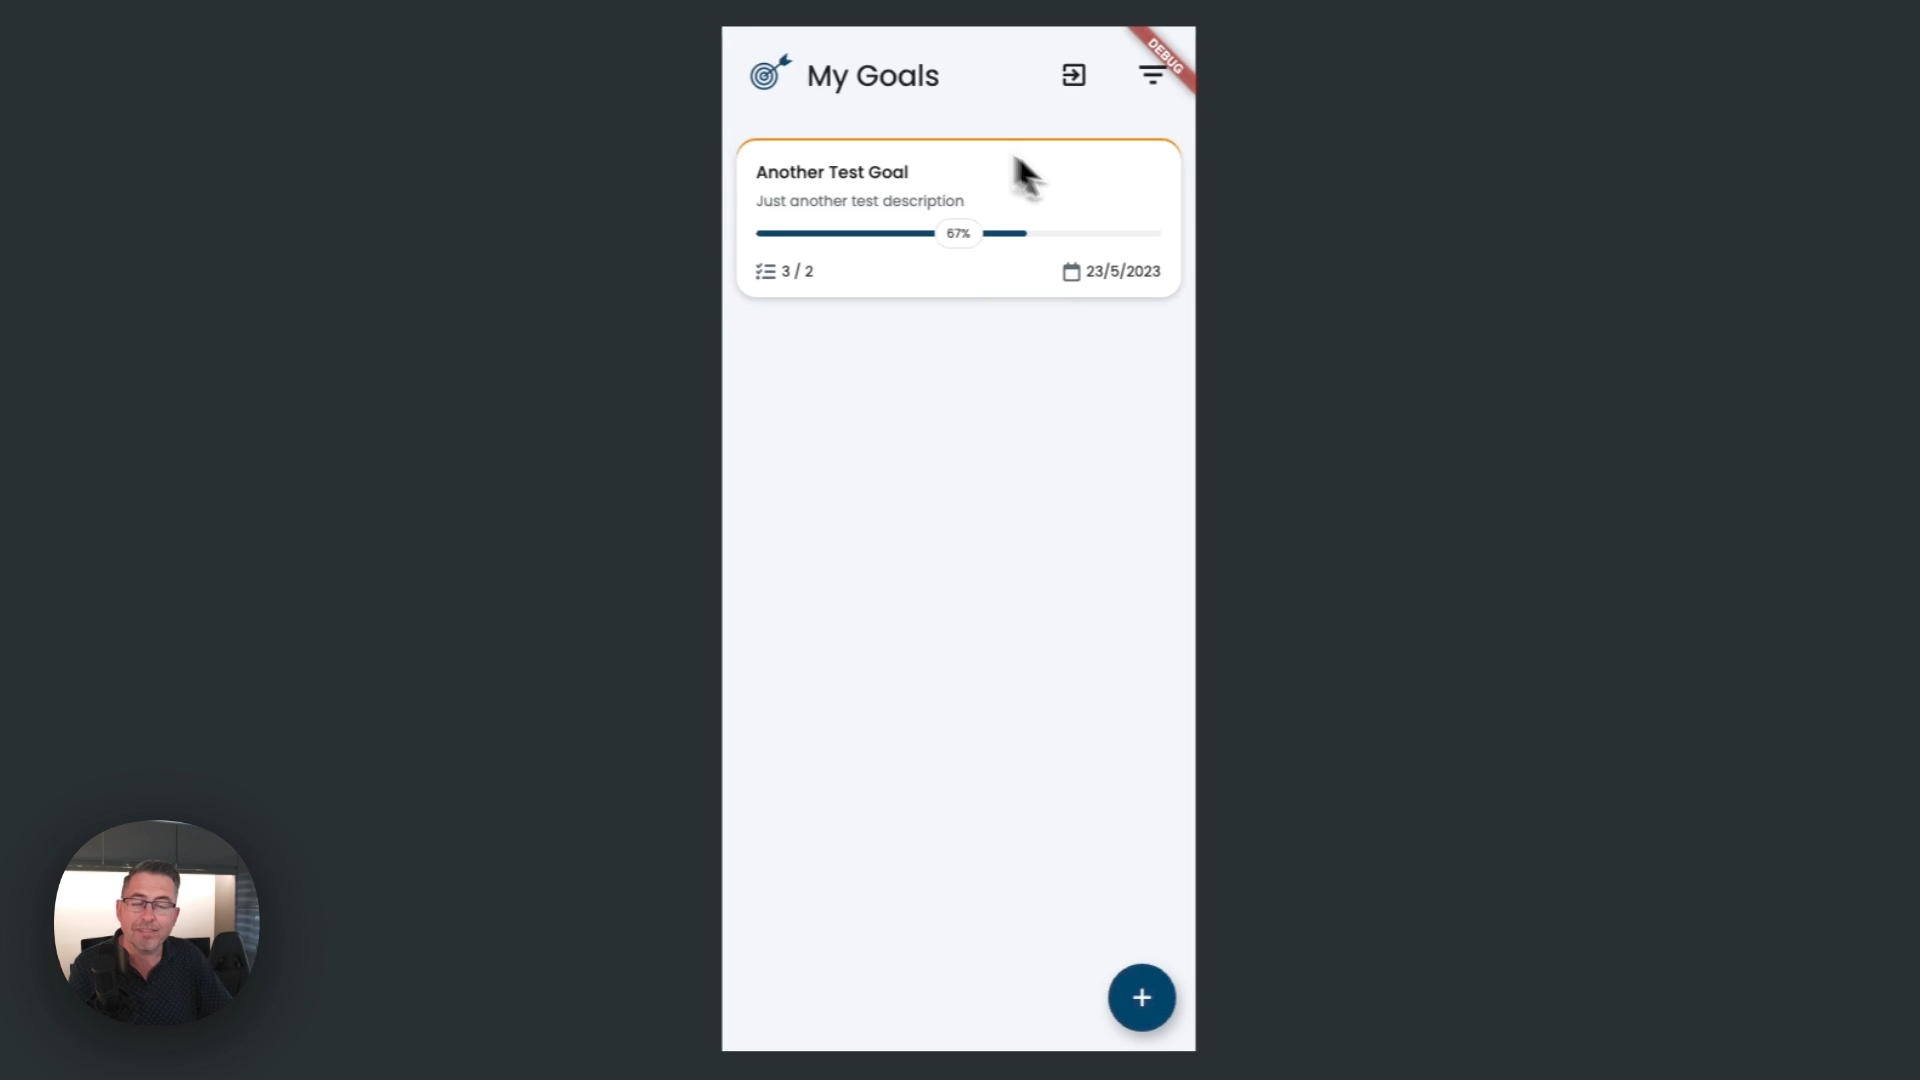 DEBUG
My Goals
Another Test Goal
Just another test description
67%
3 / 2
23/5/2023